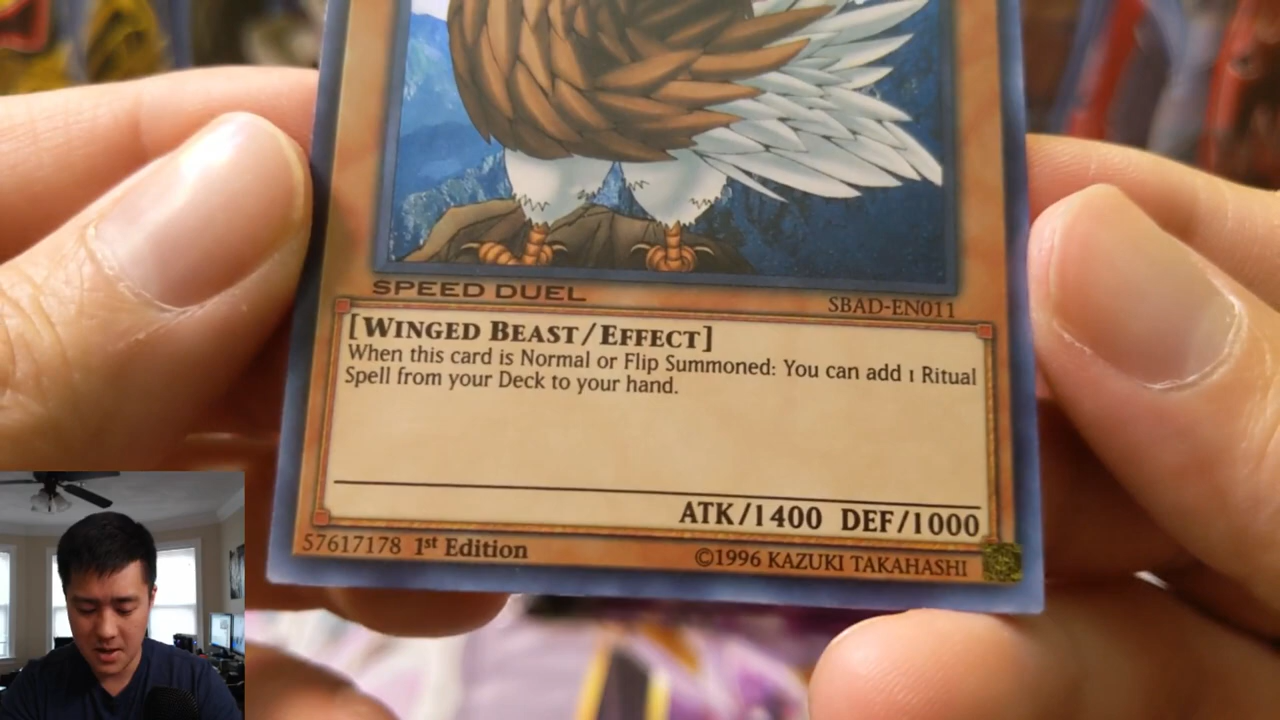 SPEED DUEL
SBAD-EN011
[WINGED BEAST/EFFECT]
When this card is Normal or Flip Summoned: You can add 1 Ritual
Spell from your Deck to your hand.
ATK/1400 DEF/1000
57617178 1st Edition
©1996 KAZUKI TAKAHASHI